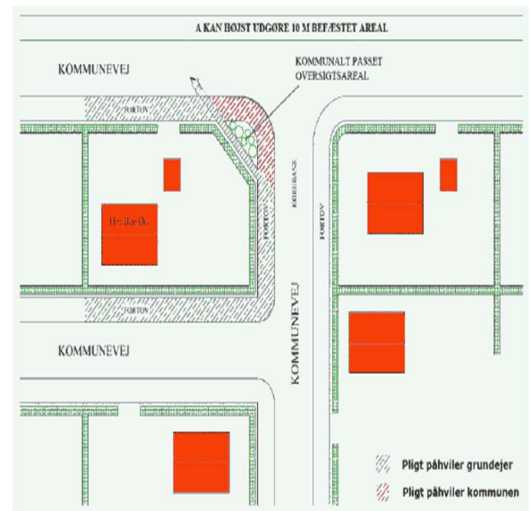 A KAN HØJST UDGØRE 10 M BEFÆSTET AREAL
KOMMUNALT PASSET
OVERSIGTSAREAL
KOMMUNEVEJ
FORTOV
KØREBANE
FORTOV
FORTOV
KOMMUNEVEJ
FORTOV
KOMMUNEVEJ
Pligt påhviler grundejer
Pligt påhviler kommunen